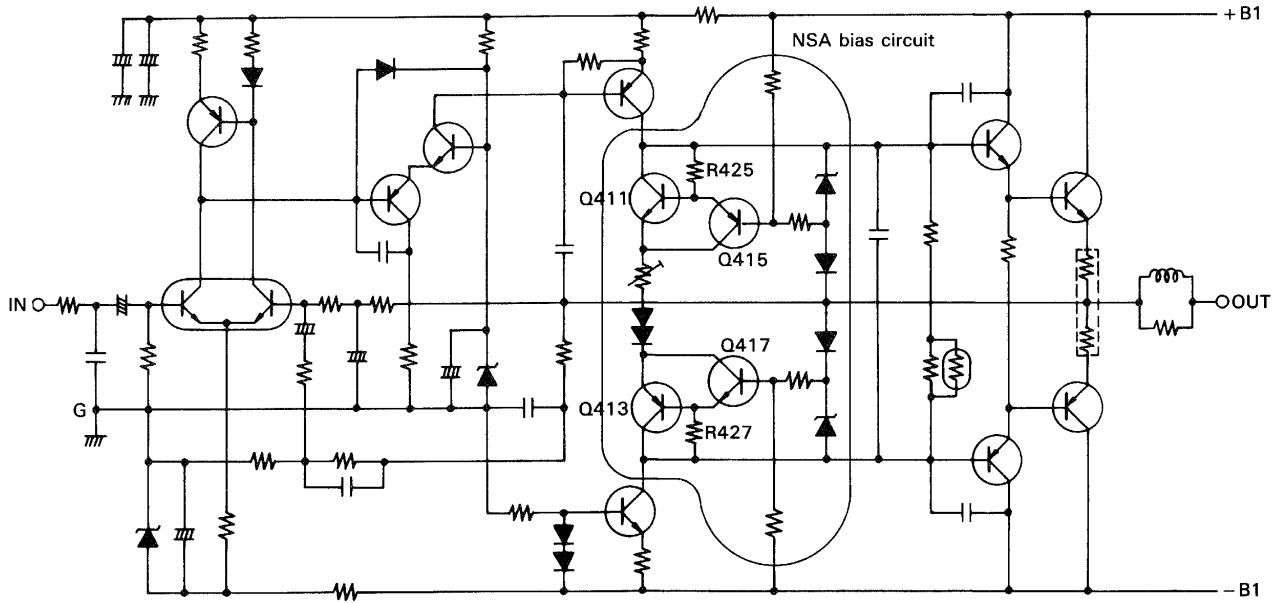 +B1
NSA bias circuit
R425
Q411
Q415
IN
OUT
Q417
G
Q413
R427
-B1